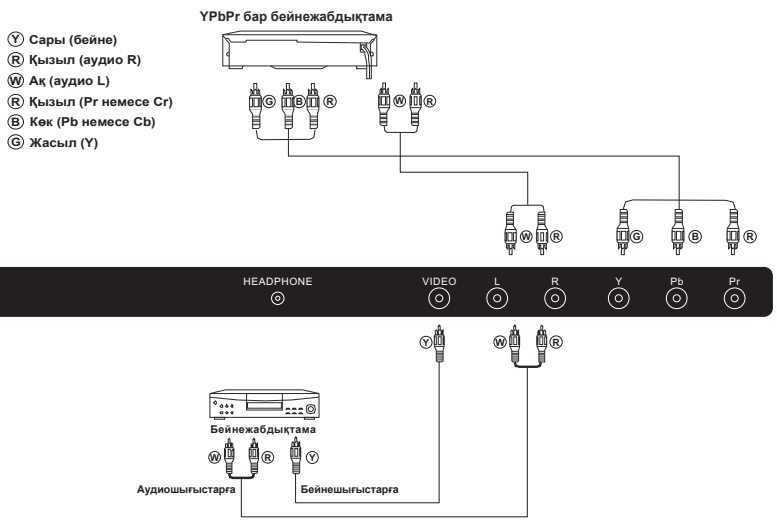 YPbPr бар бейнежабдықтама
Y Сары (бейне)
R Қызыл (аудио R)
W Ақ (аудио L)
R Қызыл (Pr немесе Cr)
B Көк (Pb немесе Cb)
G Жасыл (Y)
G B R W R
W R G B R
HEADPHONE VIDEO L R Y Pb Pr
Y W R
Бейнежабдықтама
W R Y
Аудиошығыстарға Бейнешығыстарға